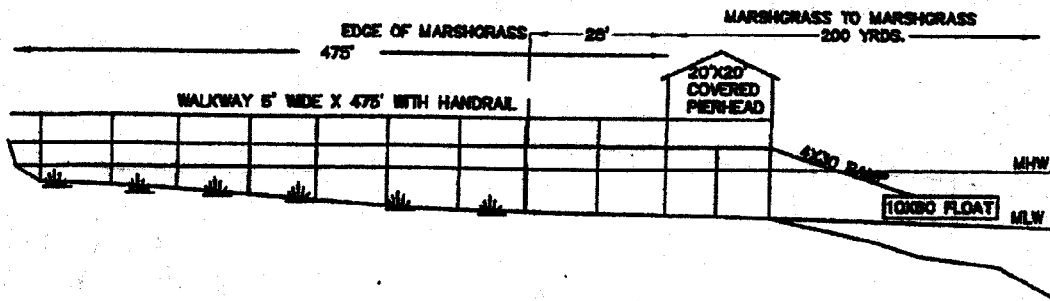 MARSHGRASS TO MARSHGRASS
200 YRDS.
EDGE OF MARSHGRASS
25'
475'
20'X20'
COVERED
PIERHEAD
WALKWAY 5' WIDE X 475' WITH HANDRAIL
4X30 RAMP
MHW
10X80 FLOAT
MLW